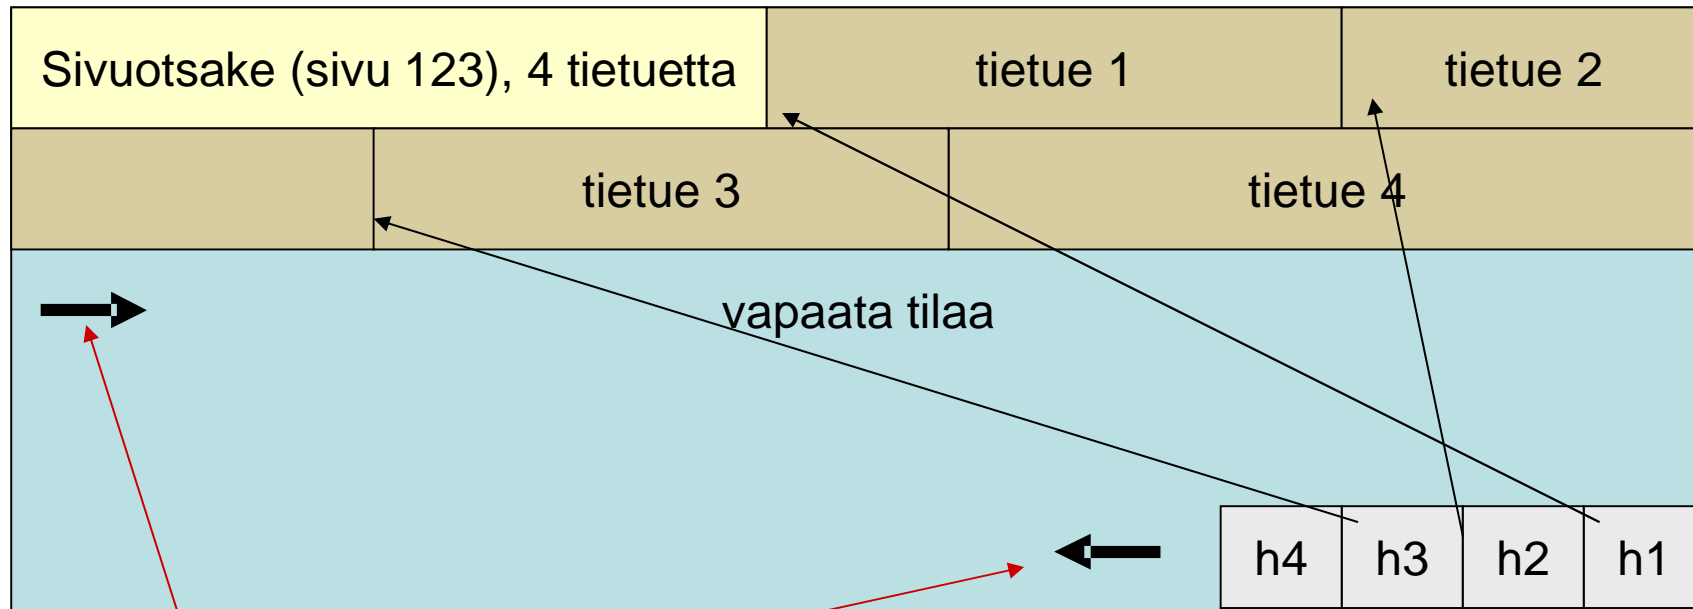 Sivuotsake (sivu 123), 4 tietuetta tietue 1 tietue 2
tietue 3 tietue 4
vapaata tilaa
h4 h3 h2 h1